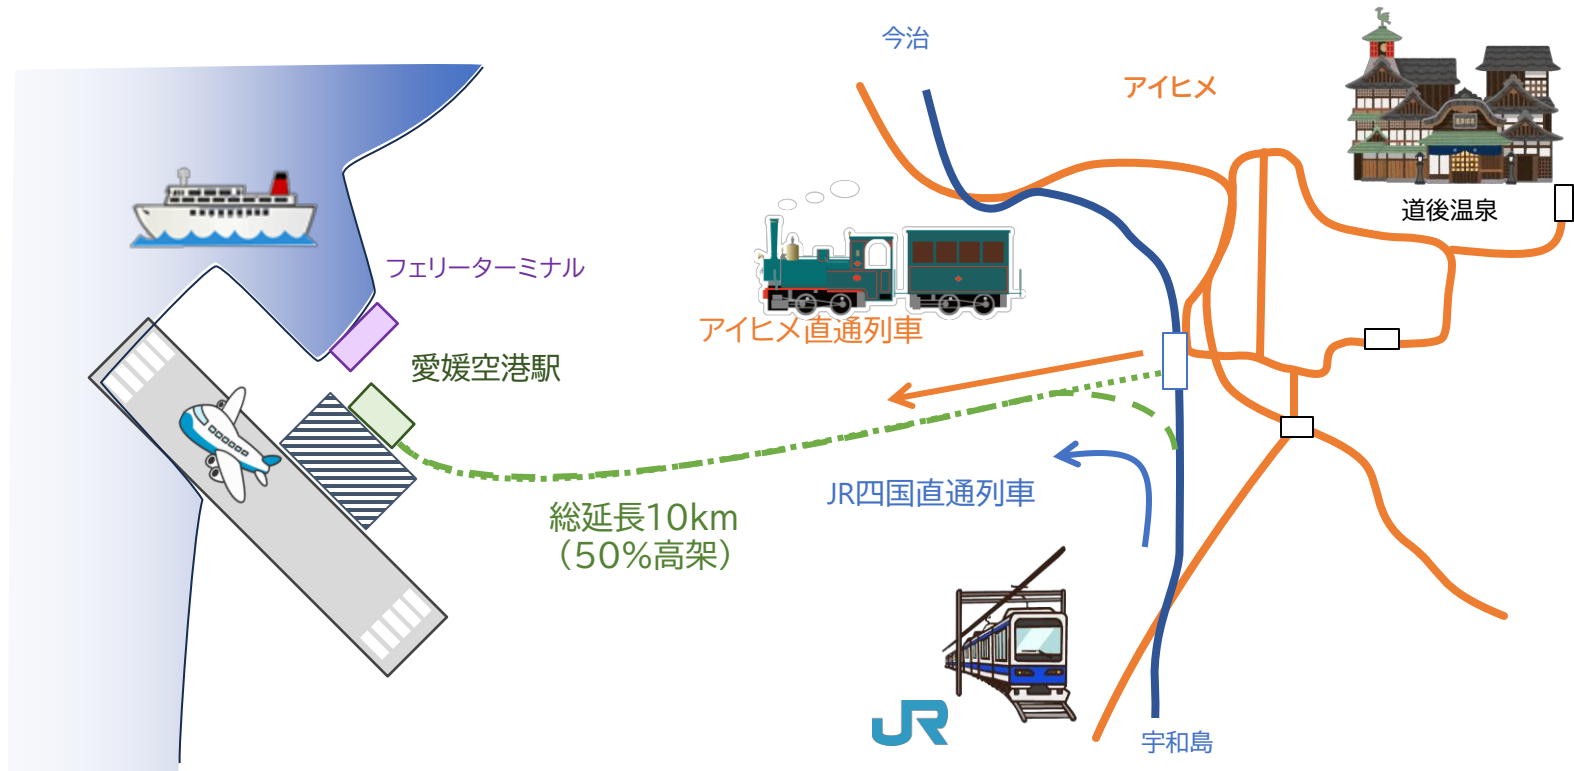 今治
アイヒメ
道後温泉
フェリーターミナル
アイヒメ直通列車
愛媛空港駅
JR四国直通列車
総延長10km
（50%高架）
JR
宇和島